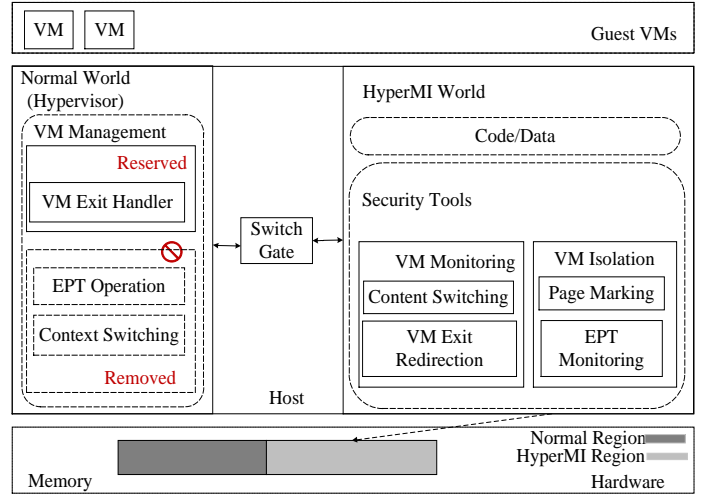 VM
VM
Guest VMs
Normal World
(Hypervisor)
VM Management
Reserved
VM Exit Handler
EPT Operation
Context Switching
Removed
Switch
Gate
Host
HyperMI World
Code/Data
Security Tools
VM Monitoring
Content Switching
VM Exit
Redirection
VM Isolation
Page Marking
EPT
Monitoring
Normal Region
HyperMI Region
Memory
Hardware